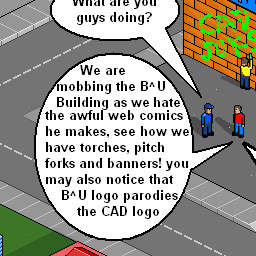 What are you
guys doing?
We are
mobbing the B^U
Building as we hate
the awful web comics
he makes, see how we
have torches, pitch
forks and banners! you
may also notice that
B^U logo parodies
the CAD logo